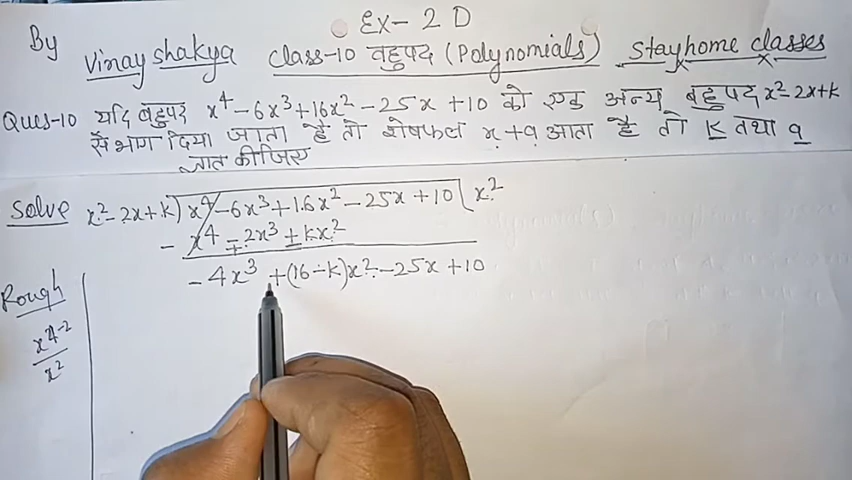 By Vinay shakya Ex- 2 D
Class-10 बहुपद (Polynomials) Stayhome classes
Ques-10 यदि बहुपद x⁴-6x³+16x²-25x+10 को एक अन्य बहुपद x²-2x+k
से भाग दिया जाता है तो शेषफल x+a आता है तो K तथा a
ज्ञात कीजिए
Solve x²-2x+k) x⁴-6x³+16x²-25x+10 ( x²
- x⁴ ∓ 2x³ ± kx²
-4x³ +(16-k)x²-25x+10
Rough
x⁴⁻²
x²